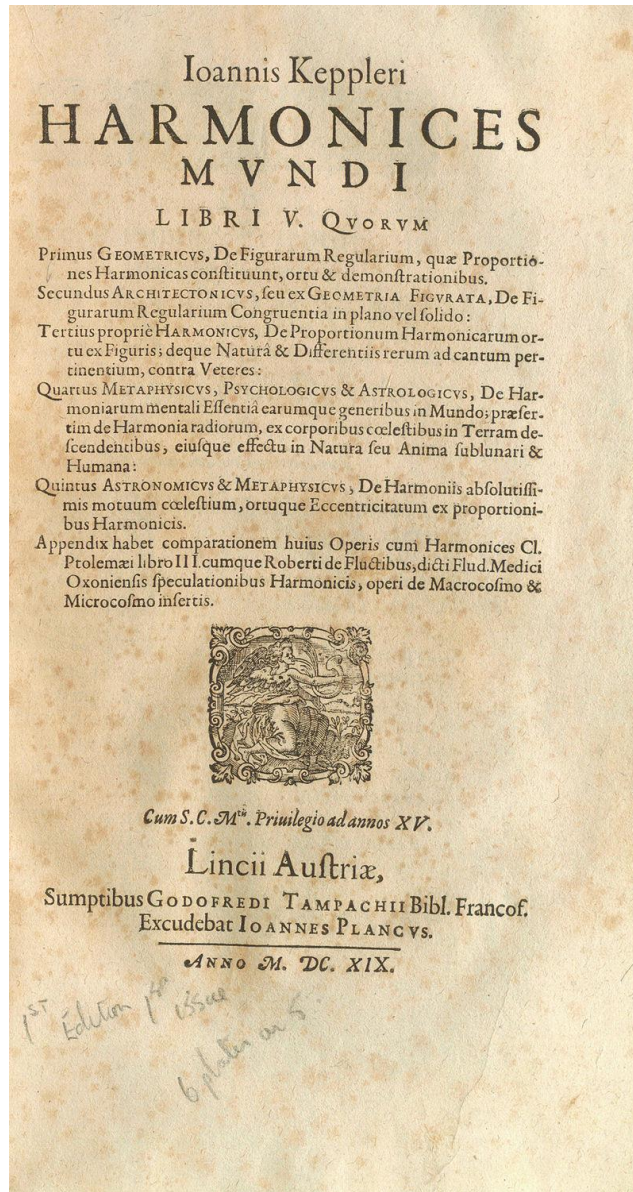 Ioannis Keppleri
HARMONICES
MVNDI
LIBRI V. QVORVM
Primus GEOMETRICVS, De Figurarum Regularium, quæ Proportio-
nes Harmonicas conſtituunt, ortu & demonſtrationibus.
Secundus ARCHITECTONICVS, ſeu ex GEOMETRIA FIGVRATA, De Fi-
gurarum Regularium Congruentia in plano vel ſolido:
Tertius propriè HARMONICVS, De Proportionum Harmonicarum or-
tu ex Figuris; deque Naturâ & Differentiis rerum ad cantum per-
tinentium, contra Veteres:
Quartus METAPHYSICVS, PSYCHOLOGICVS & ASTROLOGICVS, De Har-
moniarum mentali Eſſentiâ earumque generibus in Mundo; præſer-
tim de Harmonia radiorum, ex corporibus cœleſtibus in Terram de-
ſcendentibus, eiuſque effectu in Natura ſeu Anima ſublunari &
Humana:
Quintus ASTRONOMICVS & METAPHYSICVS, De Harmoniis abſolutiſſi-
mis motuum cœleſtium, ortuque Eccentricitatum ex proportioni-
bus Harmonicis.
Appendix habet comparationem huius Operis cum Harmonices Cl.
Ptolemæi libro III. cumque Roberti de Fluctibus, dicti Flud. Medici
Oxonienſis ſpeculationibus Harmonicis, operi de Macrocoſmo &
Microcoſmo inſertis.
Cum S. C. Mtis. Priuilegio ad annos XV.
Lincii Auſtriæ,
Sumptibus GODOFREDI TAMPACHII Bibl. Francof.
Excudebat IOANNES PLANCVS.
ANNO M. DC. XIX.
1ST Edition 1ST issue
6 plates on 5